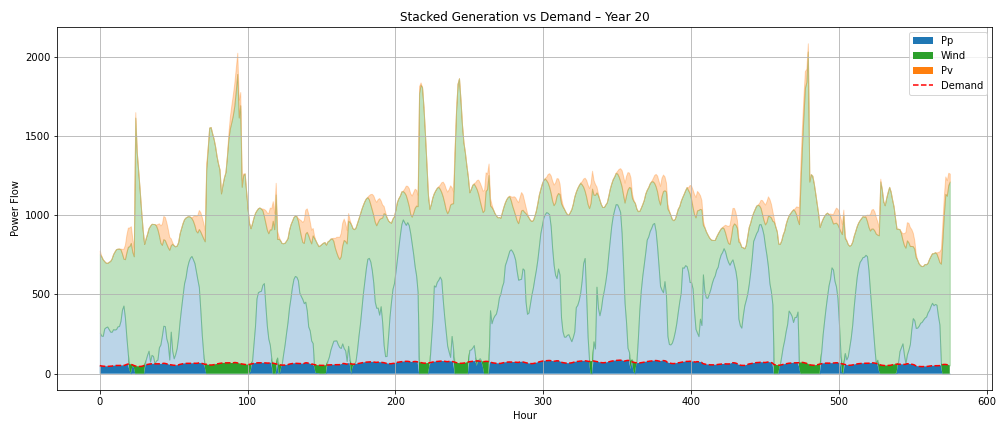 Stacked Generation vs Demand – Year 20
Power Flow
2000
1500
1000
500
0
0 100 200 300 400 500 600
Hour
Pp
Wind
Pv
Demand